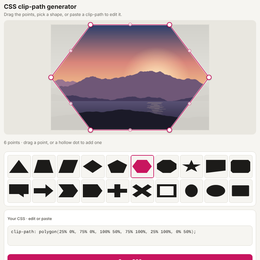 CSS clip-path generator
Drag the points, pick a shape, or paste a clip-path to edit it
6 points · drag a point, or a hollow dot to add one
Your CSS · edit or paste
clip-path: polygon(25% 0%, 75% 0%, 100% 50%, 75% 100%, 25% 100%, 0% 50%);